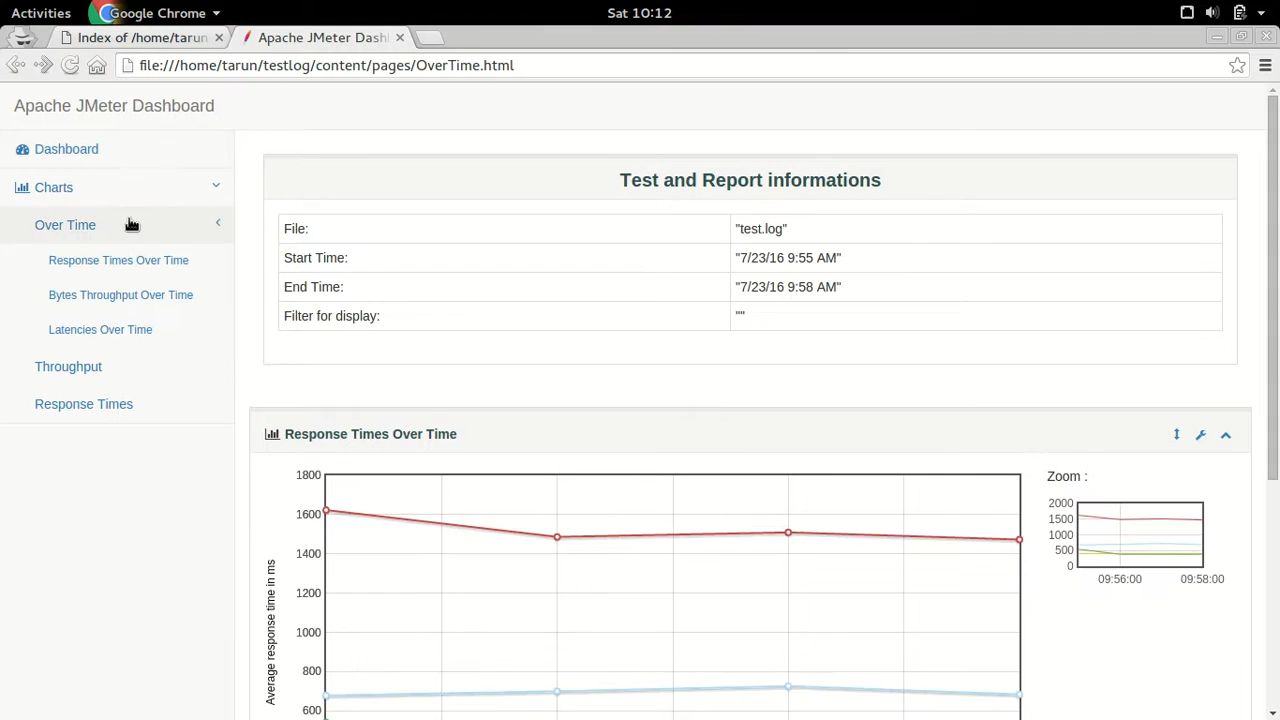 Activities Google Chrome Sat 10:12
Index of /home/tarun Apache JMeter Dash
file:///home/tarun/testlog/content/pages/OverTime.html
Apache JMeter Dashboard
Dashboard
Charts
Over Time
Response Times Over Time
Bytes Throughput Over Time
Latencies Over Time
Throughput
Response Times
Test and Report informations
File: "test.log"
Start Time: "7/23/16 9:55 AM"
End Time: "7/23/16 9:58 AM"
Filter for display: ""
Response Times Over Time
Average response time in ms
1800
1600
1400
1200
1000
800
600
Zoom :
2000
1500
1000
500
0
09:56:00 09:58:00